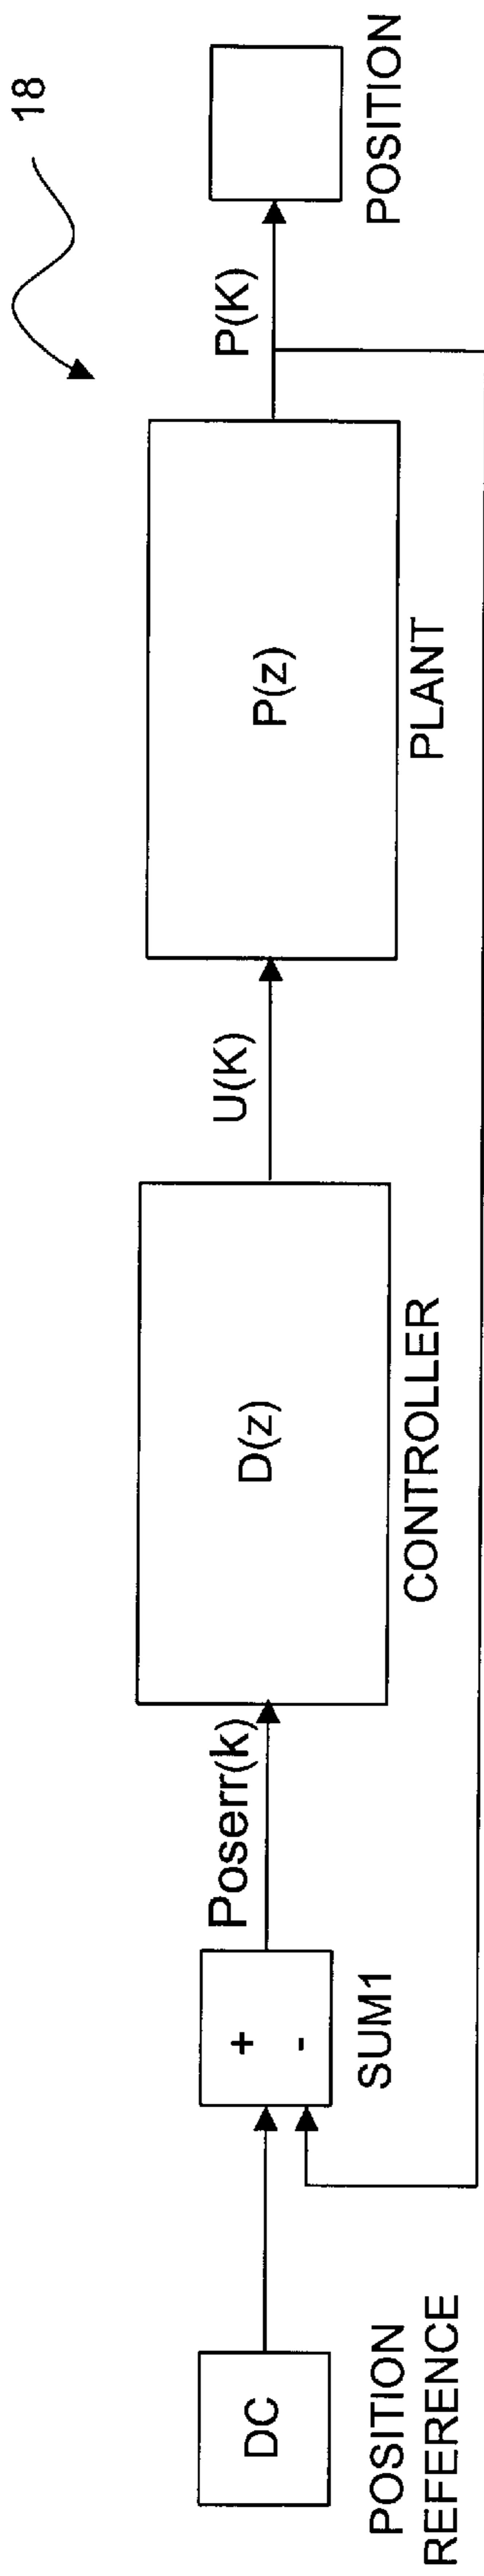 18
DC
POSITION
REFERENCE
+
-
SUM1
Poserr(k)
D(z)
CONTROLLER
U(K)
P(z)
PLANT
P(K)
POSITION